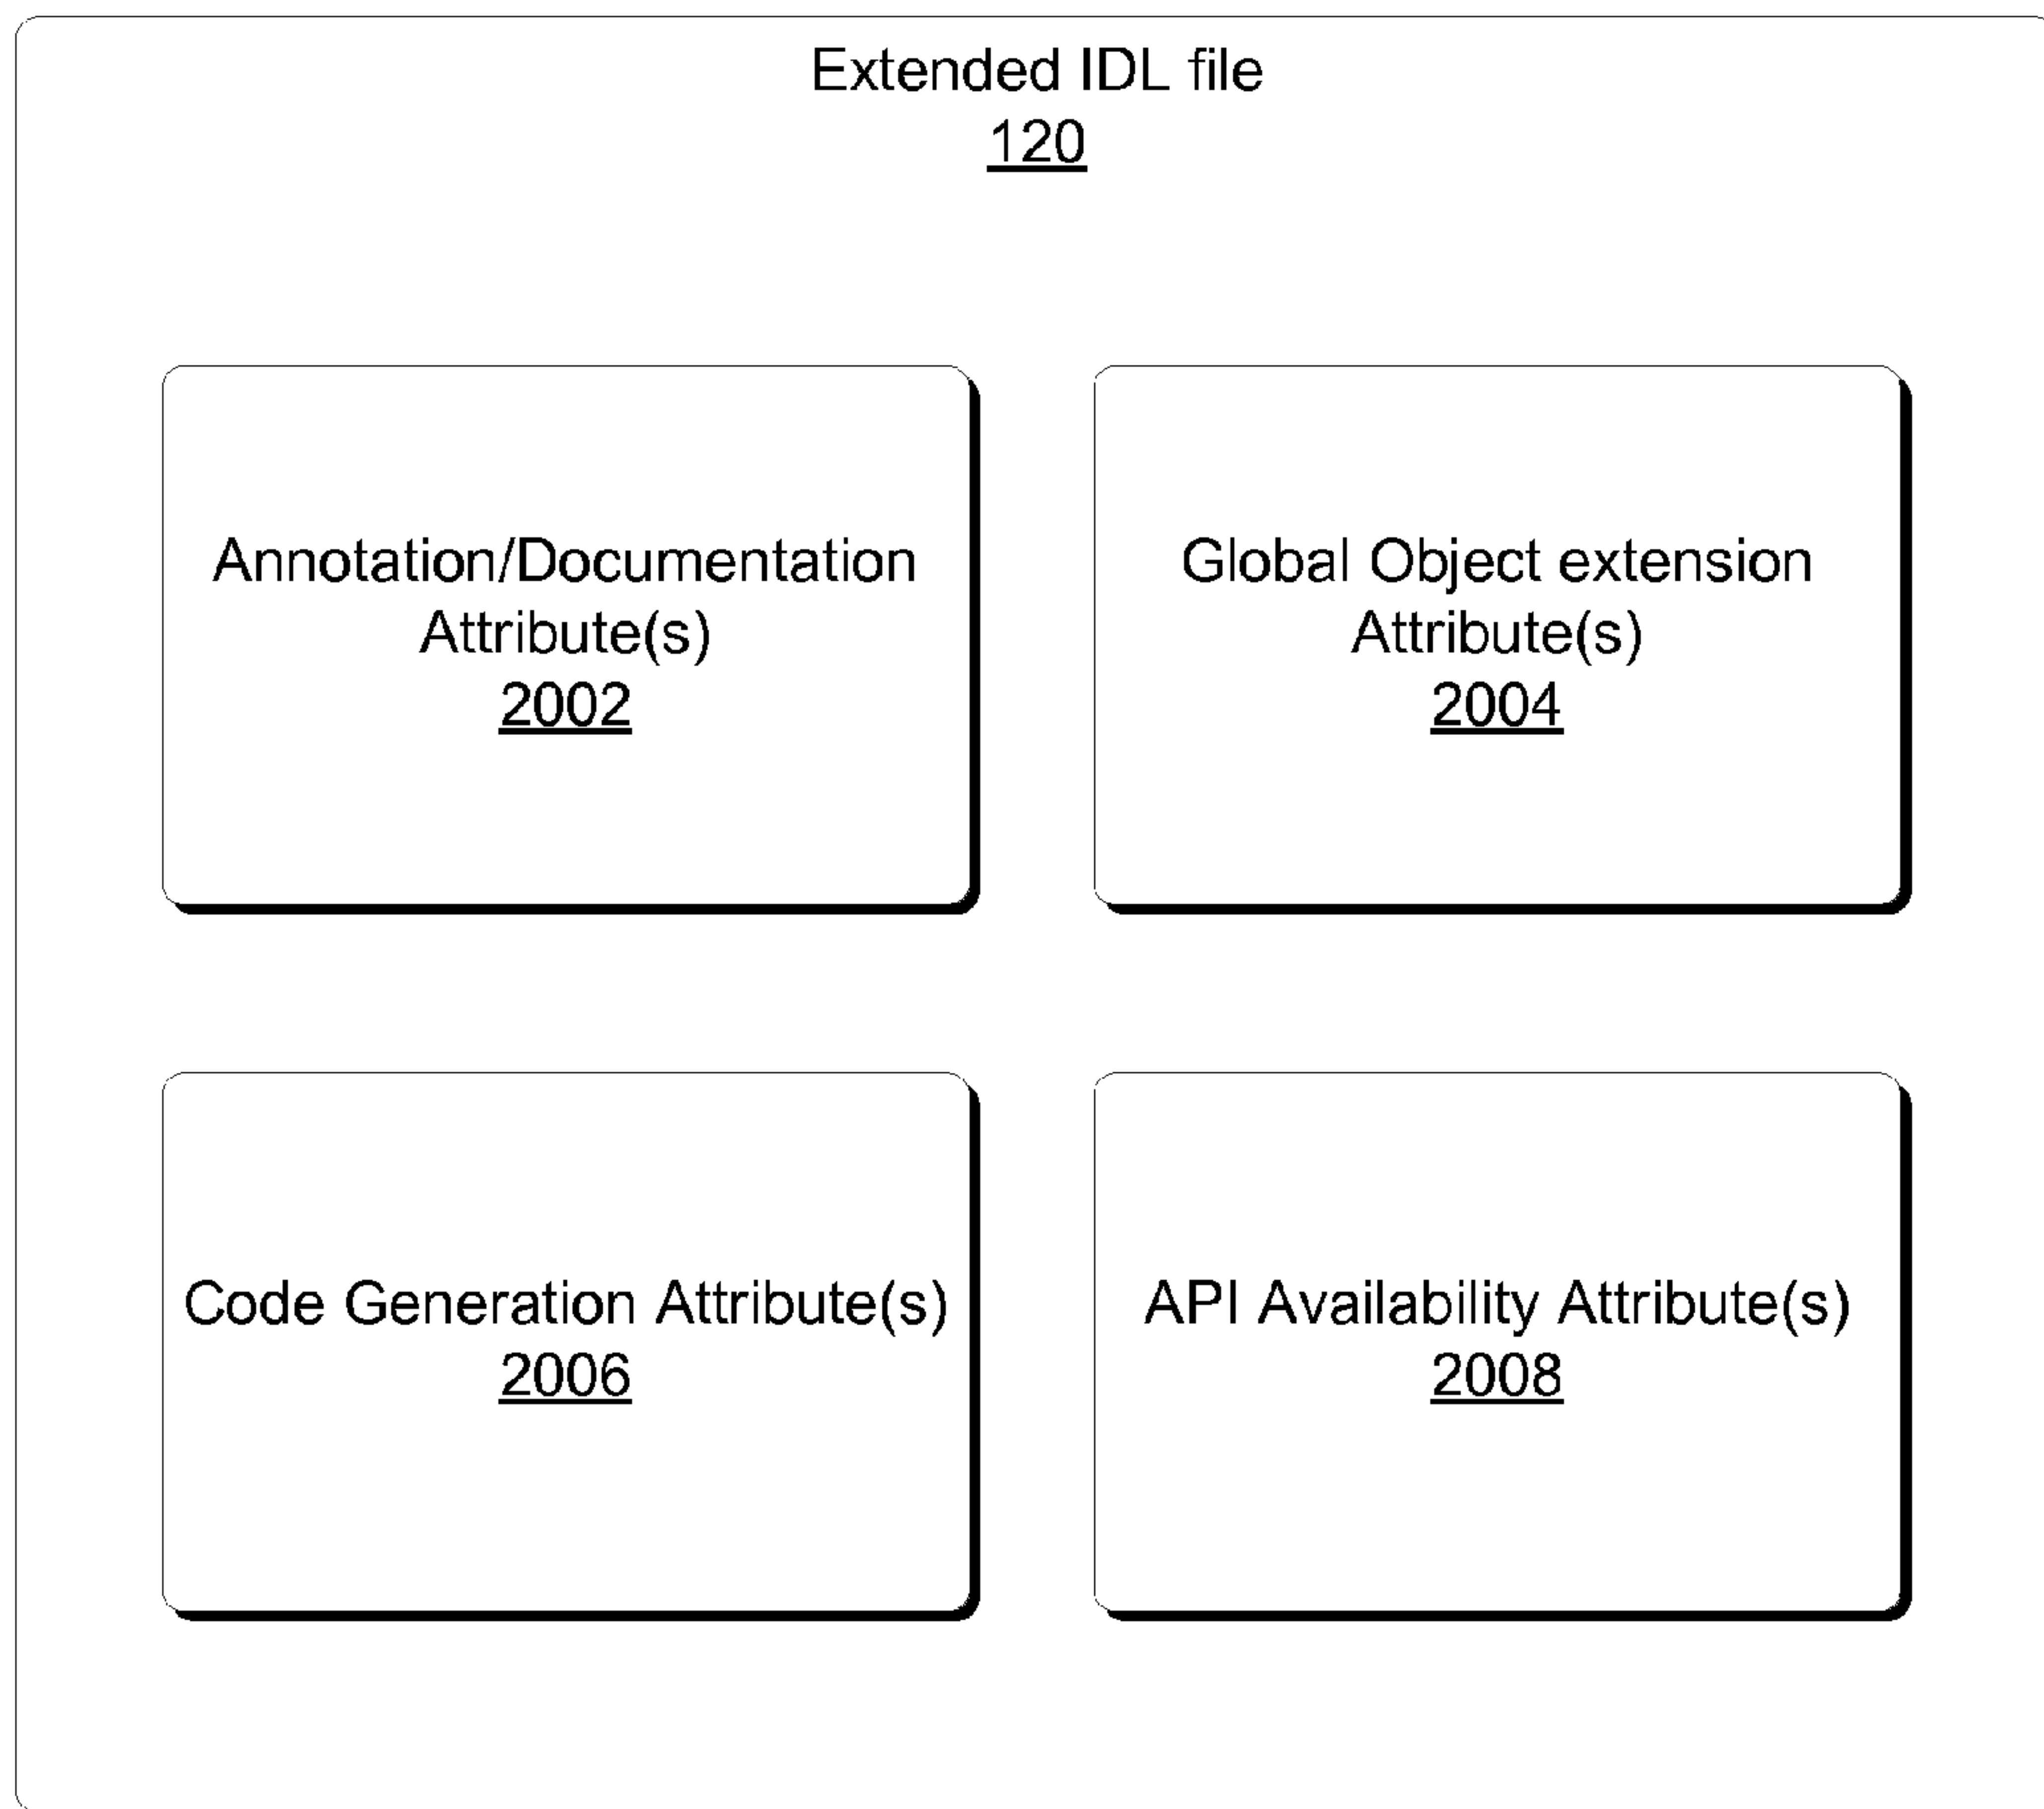 Extended IDL file
120
Annotation/Documentation
Attribute(s)
2002
Global Object extension
Attribute(s)
2004
Code Generation Attribute(s)
2006
API Availability Attribute(s)
2008